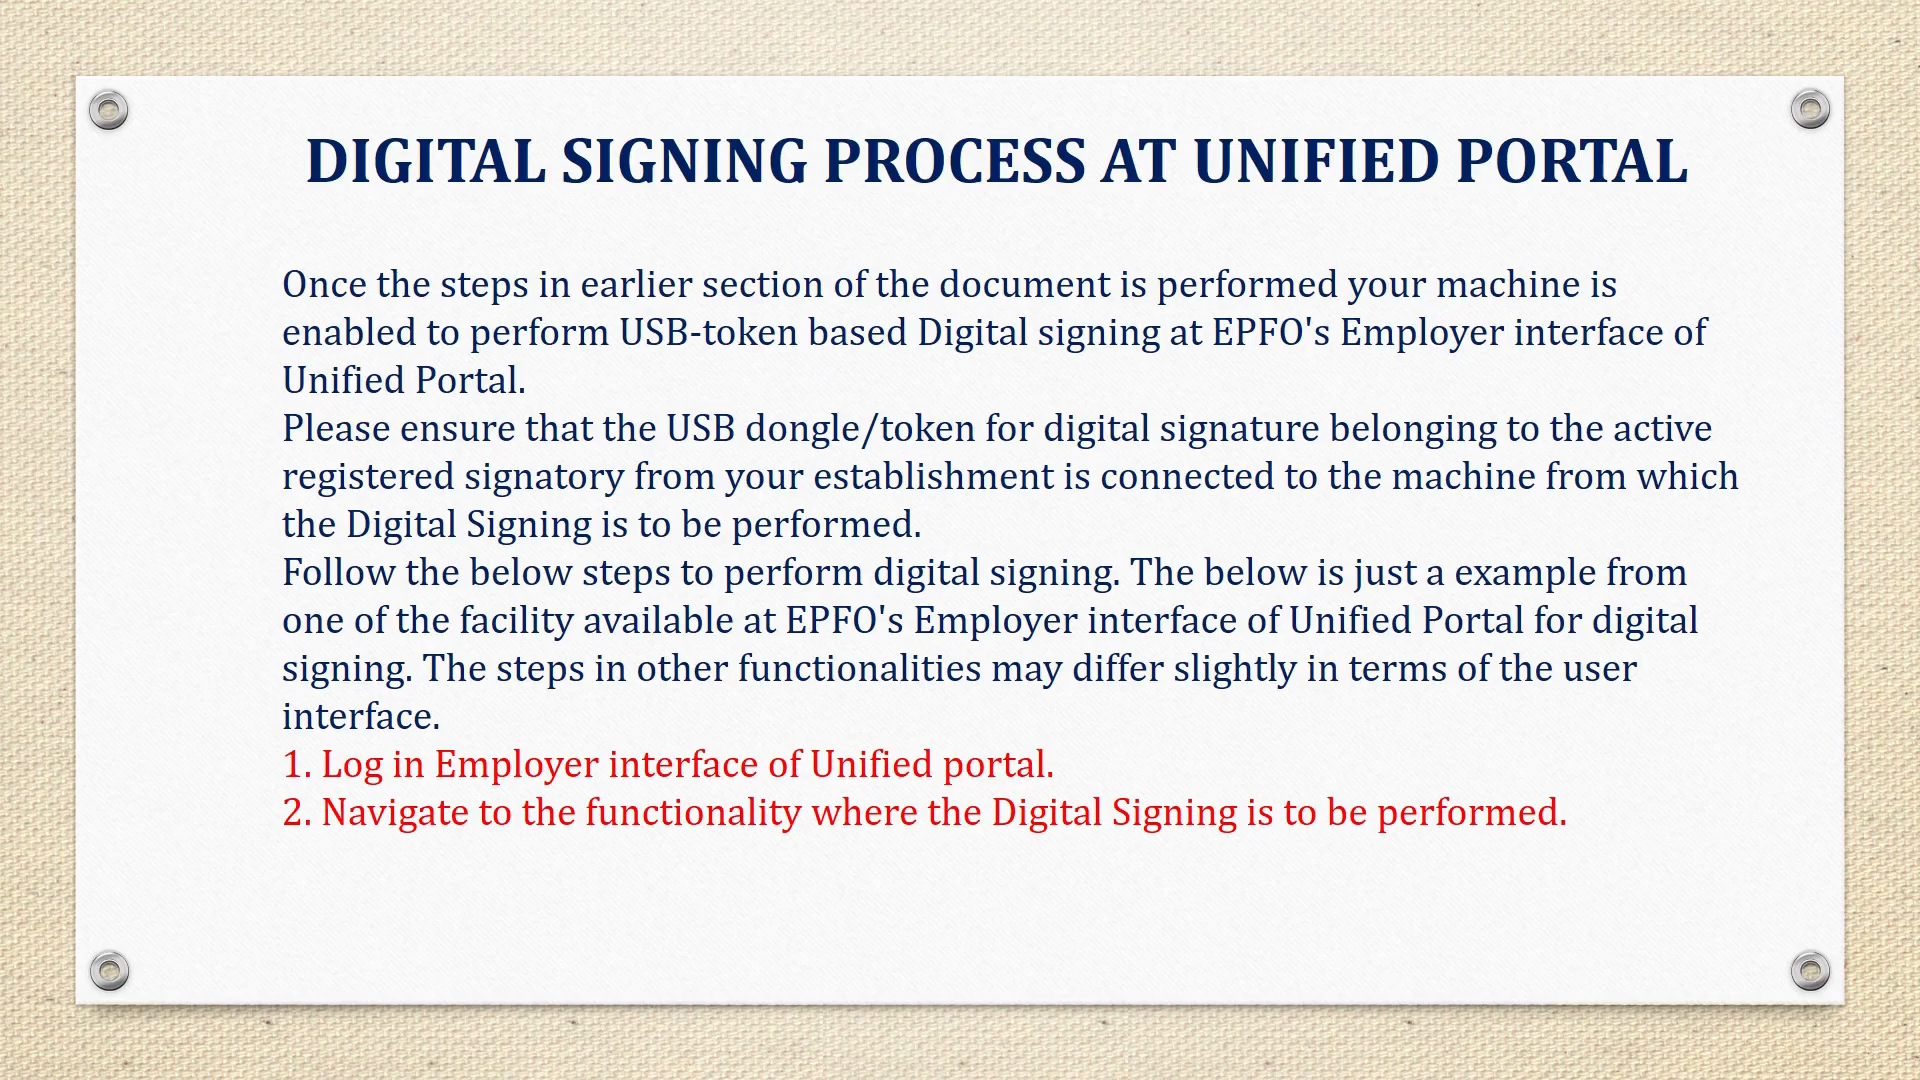 DIGITAL SIGNING PROCESS AT UNIFIED PORTAL
Once the steps in earlier section of the document is performed your machine is
enabled to perform USB-token based Digital signing at EPFO's Employer interface of
Unified Portal.
Please ensure that the USB dongle/token for digital signature belonging to the active
registered signatory from your establishment is connected to the machine from which
the Digital Signing is to be performed.
Follow the below steps to perform digital signing. The below is just a example from
one of the facility available at EPFO's Employer interface of Unified Portal for digital
signing. The steps in other functionalities may differ slightly in terms of the user
interface.
1. Log in Employer interface of Unified portal.
2. Navigate to the functionality where the Digital Signing is to be performed.